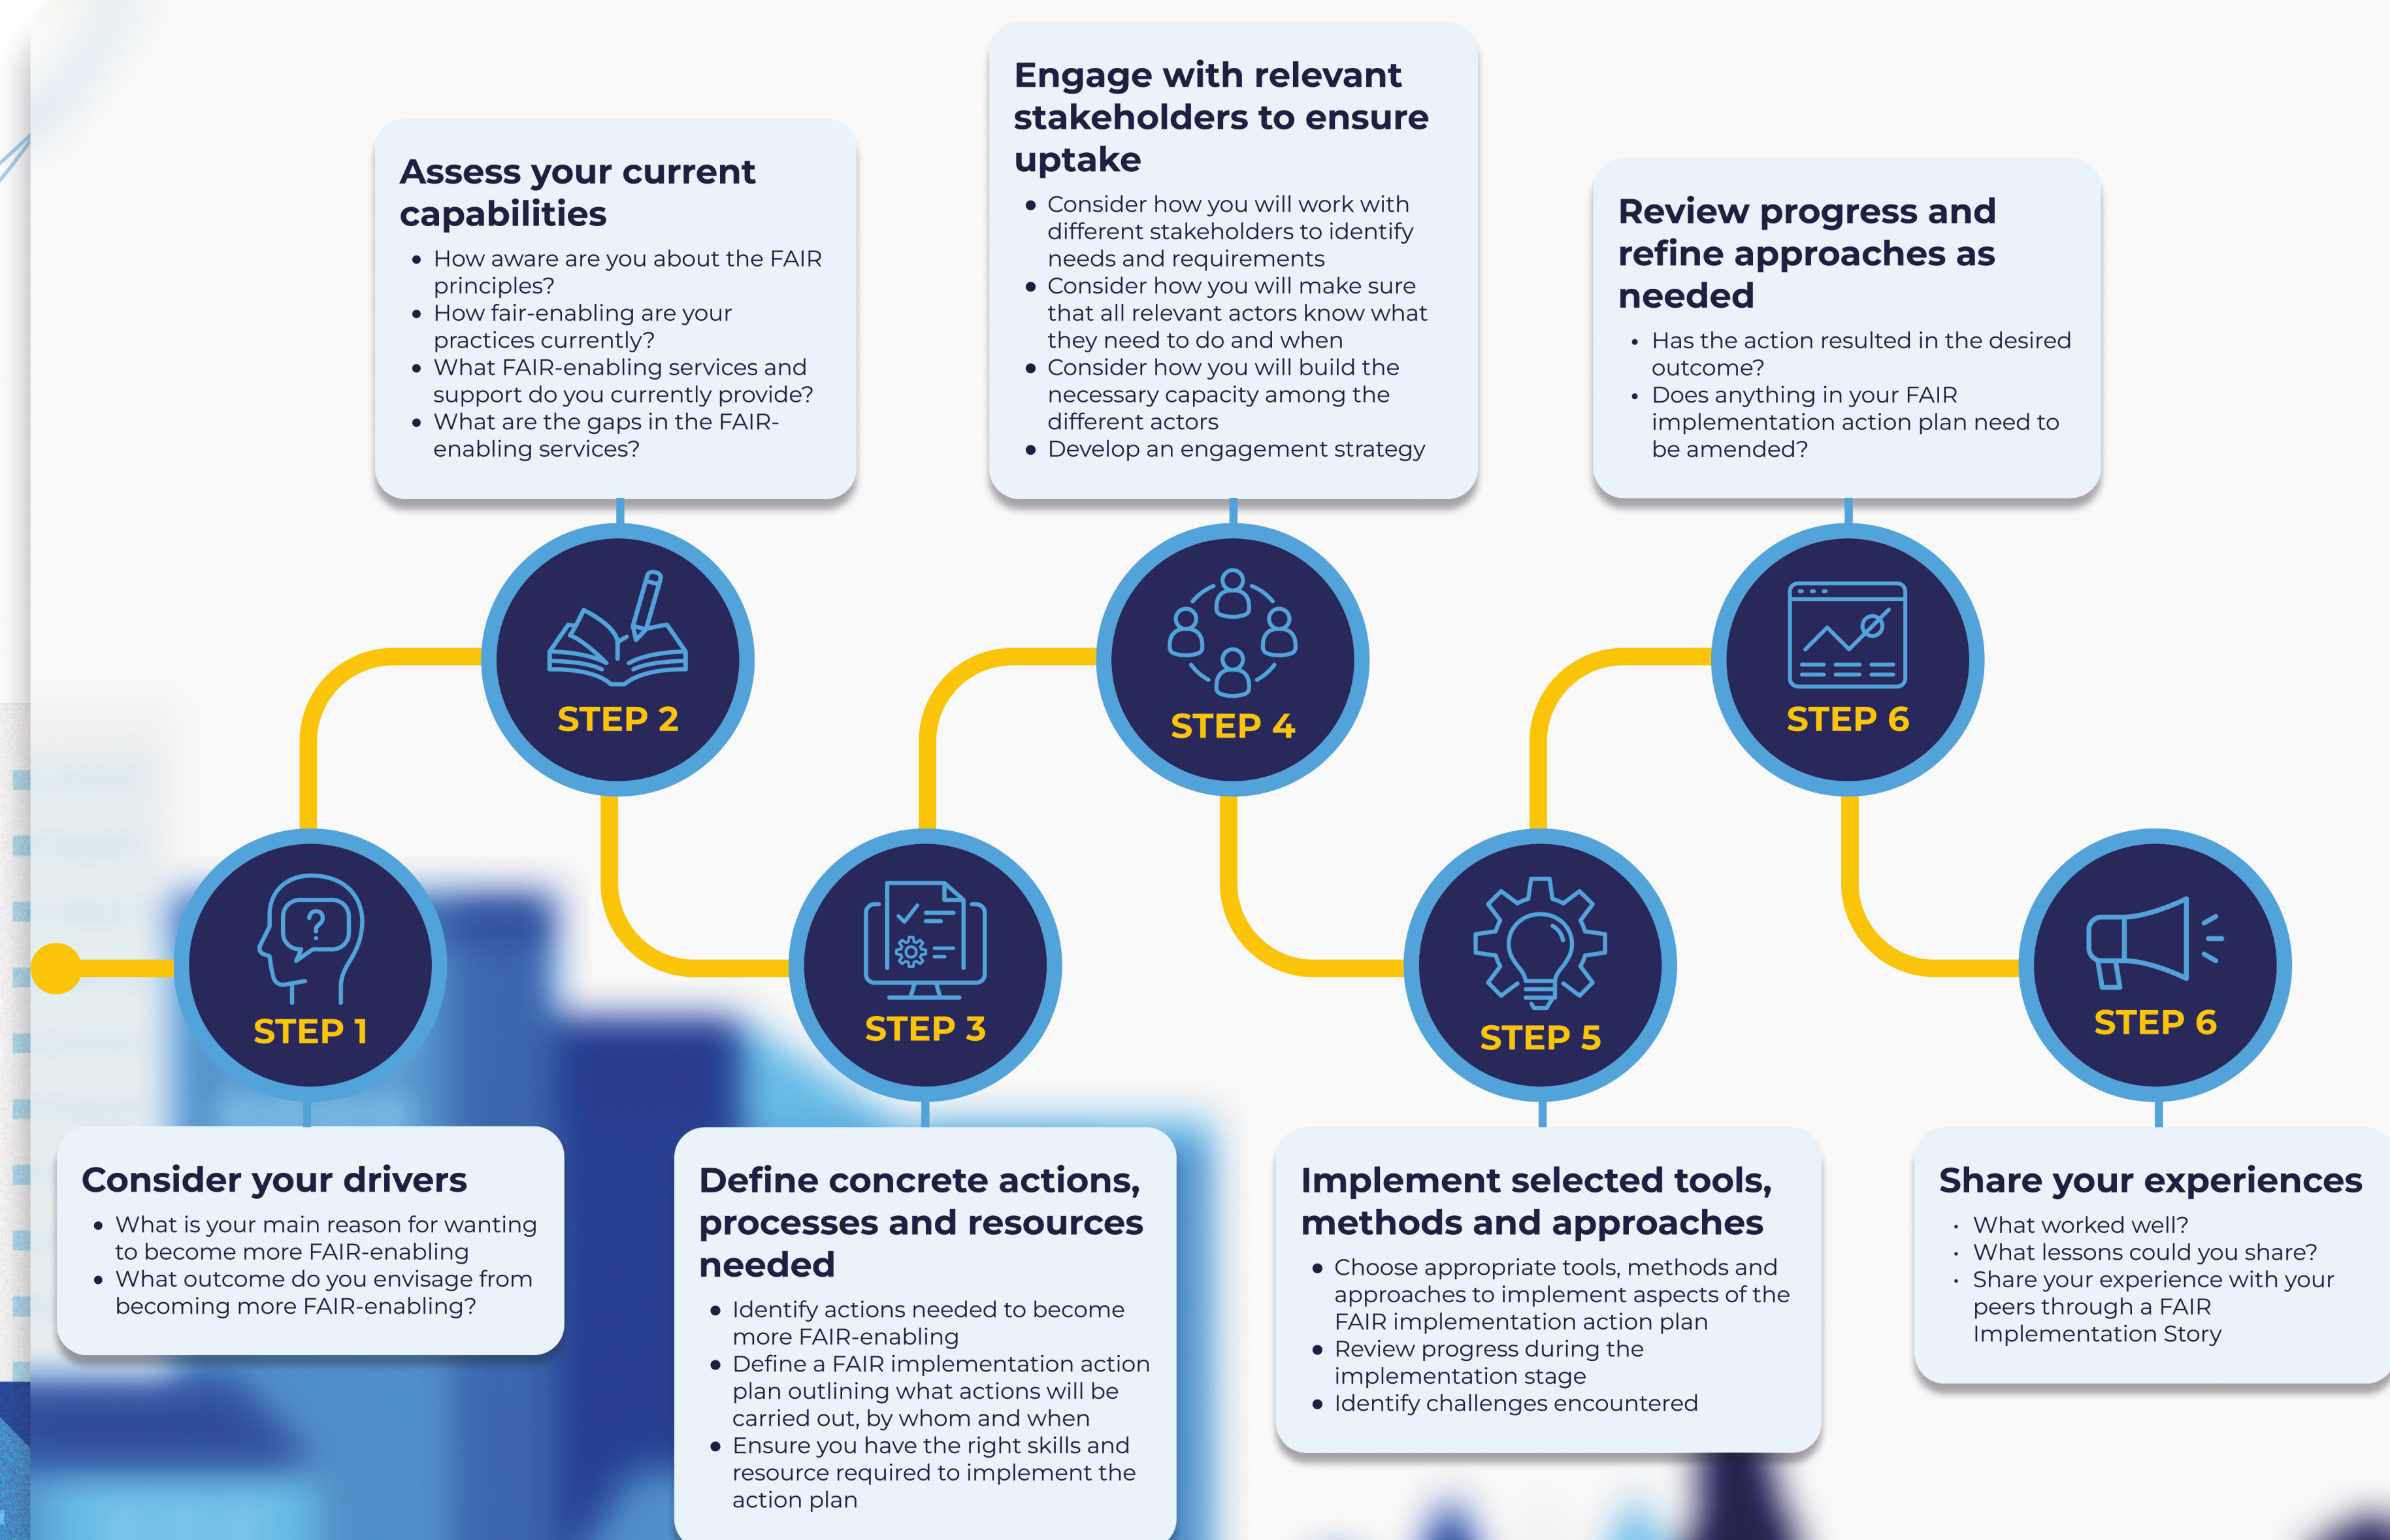 Consider your drivers
● What is your main reason for wanting
to become more FAIR-enabling
● What outcome do you envisage from
becoming more FAIR-enabling?
STEP 1
Assess your current
capabilities
● How aware are you about the FAIR
principles?
● How fair-enabling are your
practices currently?
● What FAIR-enabling services and
support do you currently provide?
● What are the gaps in the FAIR-
enabling services?
STEP 2
STEP 3
Define concrete actions,
processes and resources
needed
● Identify actions needed to become
more FAIR-enabling
● Define a FAIR implementation action
plan outlining what actions will be
carried out, by whom and when
● Ensure you have the right skills and
resource required to implement the
action plan
Engage with relevant
stakeholders to ensure
uptake
● Consider how you will work with
different stakeholders to identify
needs and requirements
● Consider how you will make sure
that all relevant actors know what
they need to do and when
● Consider how you will build the
necessary capacity among the
different actors
● Develop an engagement strategy
STEP 4
STEP 5
Implement selected tools,
methods and approaches
● Choose appropriate tools, methods and
approaches to implement aspects of the
FAIR implementation action plan
● Review progress during the
implementation stage
● Identify challenges encountered
Review progress and
refine approaches as
needed
• Has the action resulted in the desired
outcome?
• Does anything in your FAIR
implementation action plan need to
be amended?
STEP 6
STEP 6
Share your experiences
· What worked well?
· What lessons could you share?
· Share your experience with your
peers through a FAIR
Implementation Story
?